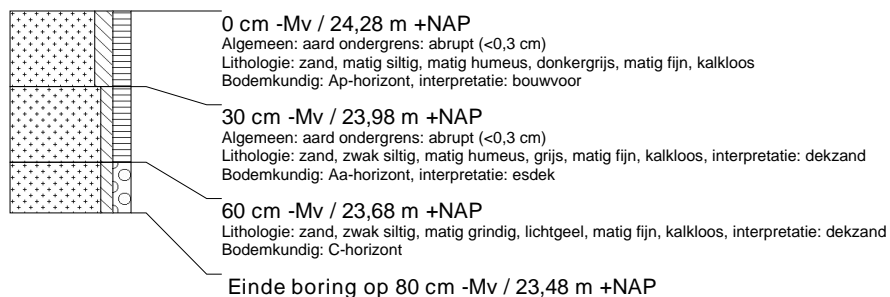 0 cm -Mv / 24,28 m +NAP
Algemeen: aard ondergrens: abrupt (<0,3 cm)
Lithologie: zand, matig siltig, matig humeus, donkergrijs, matig fijn, kalkloos
Bodemkundig: Ap-horizont, interpretatie: bouwvoor
30 cm -Mv / 23,98 m +NAP
Algemeen: aard ondergrens: abrupt (<0,3 cm)
Lithologie: zand, zwak siltig, matig humeus, grijs, matig fijn, kalkloos, interpretatie: dekzand
Bodemkundig: Aa-horizont, interpretatie: esdek
60 cm -Mv / 23,68 m +NAP
Lithologie: zand, zwak siltig, matig grindig, lichtgeel, matig fijn, kalkloos, interpretatie: dekzand
Bodemkundig: C-horizont
Einde boring op 80 cm -Mv / 23,48 m +NAP